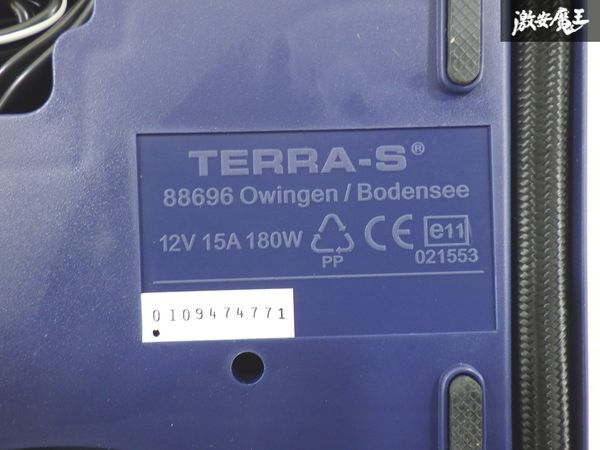 激安魔王
TERRA-S®
88696 Owingen / Bodensee
12V 15A 180W
PP
CE
e11
021553
0109474771